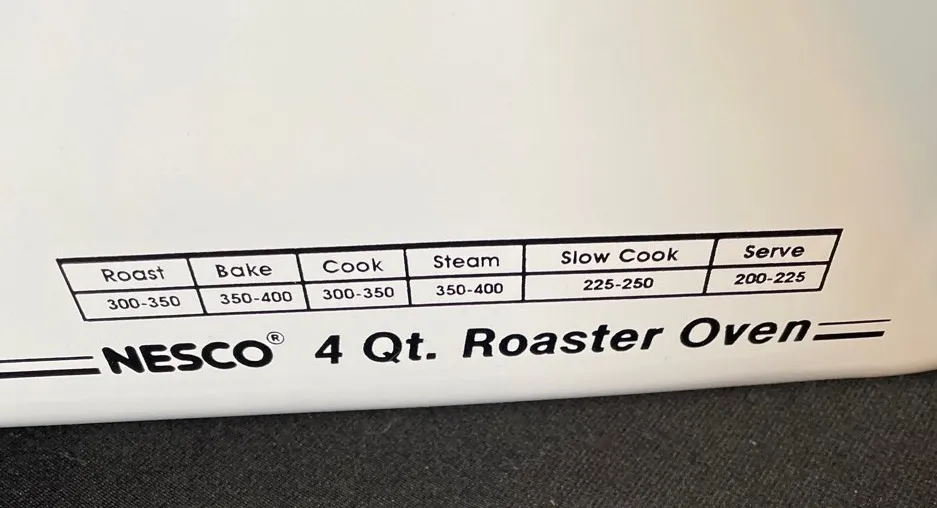 Roast Bake Cook Steam Slow Cook Serve
300-350 350-400 300-350 350-400 225-250 200-225
NESCO® 4 Qt. Roaster Oven